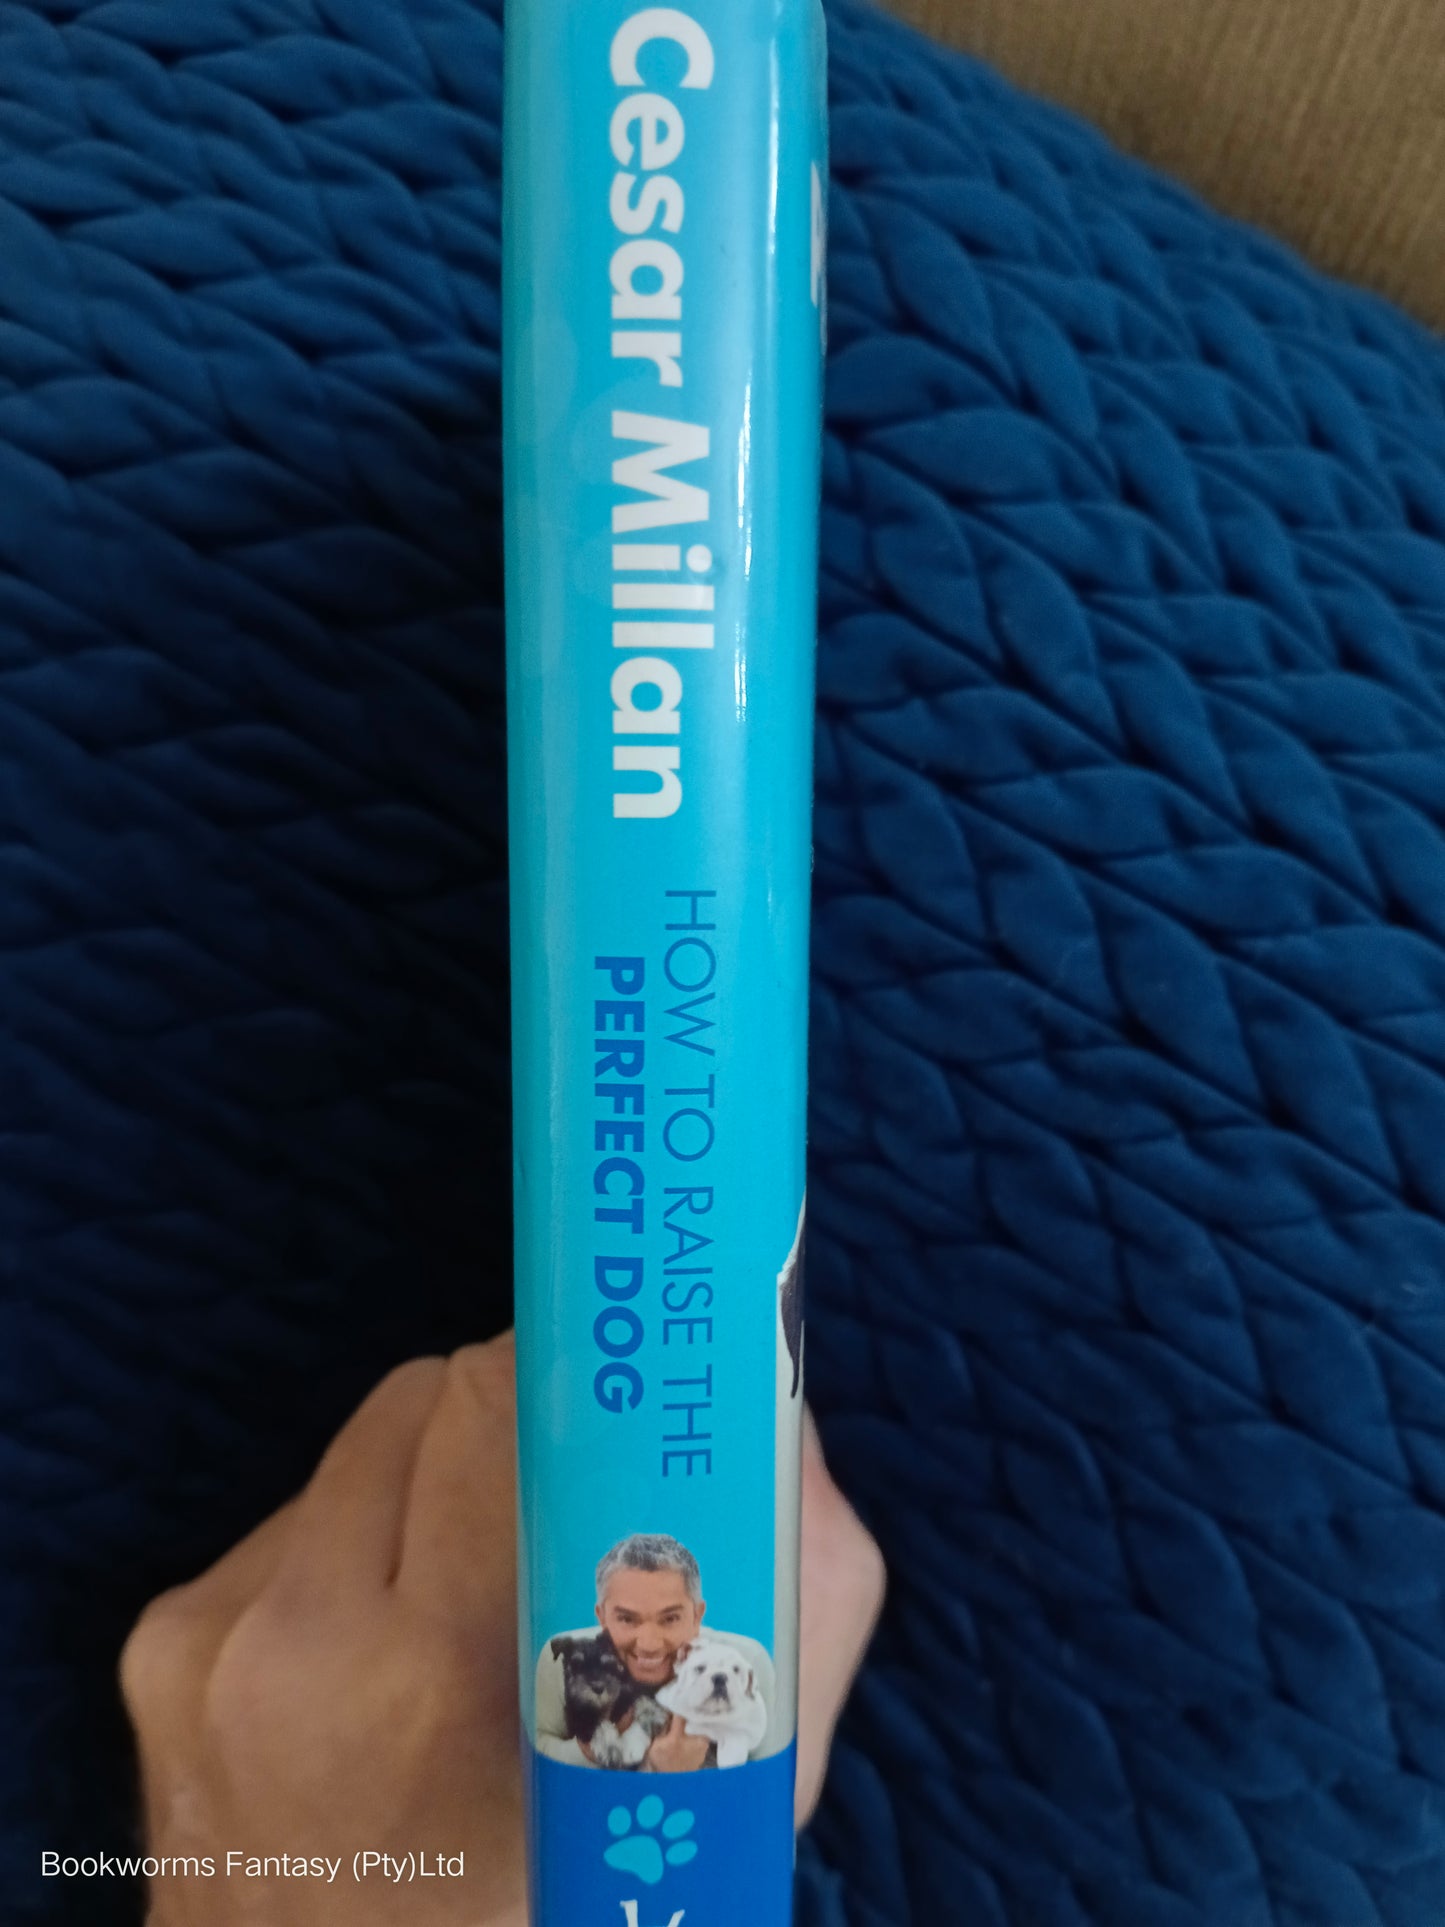 Cesar Millan
HOW TO RAISE THE
PERFECT DOG
Bookworms Fantasy (Pty)Ltd